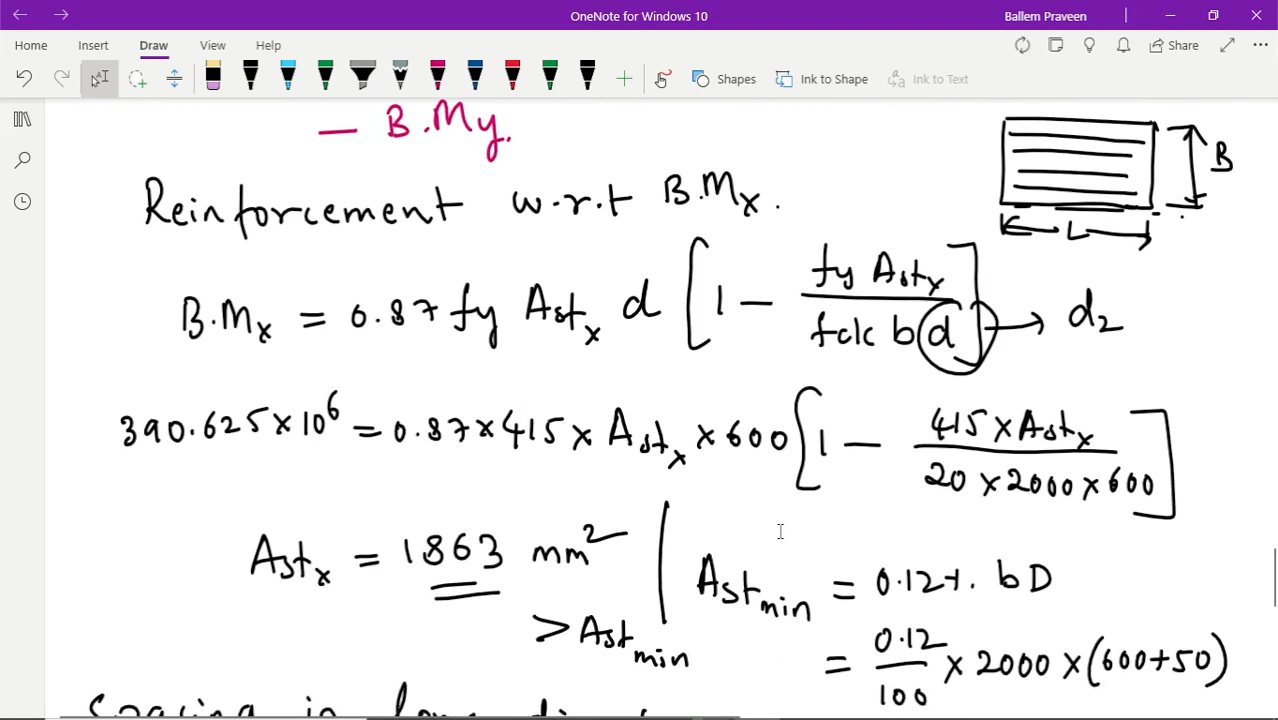 OneNote for Windows 10
Ballem Praveen
Home Insert Draw View Help
Share
Shapes Ink to Shape Ink to Text
— B.My.
Reinforcement w.r.t B.Mx.
B
L
B.Mx = 0.87 fy Astx d [1 − fy Astx / fck b d] → d2
390.625×10^6 = 0.87×415×Astx×600 [1 − 415×Astx / 20×2000×600]
Astx = 1863 mm²
> Astmin
Astmin = 0.12%. bD
= 0.12/100 × 2000 × (600+50)
Spacing in